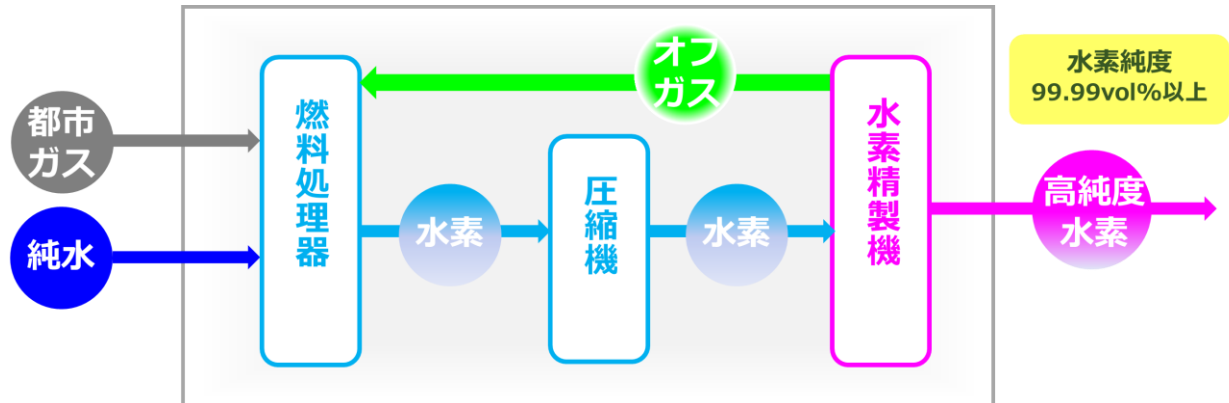 都市
ガス
純水
燃料処理器
オフ
ガス
水素
圧縮機
水素
水素精製機
水素純度
99.99vol%以上
高純度
水素